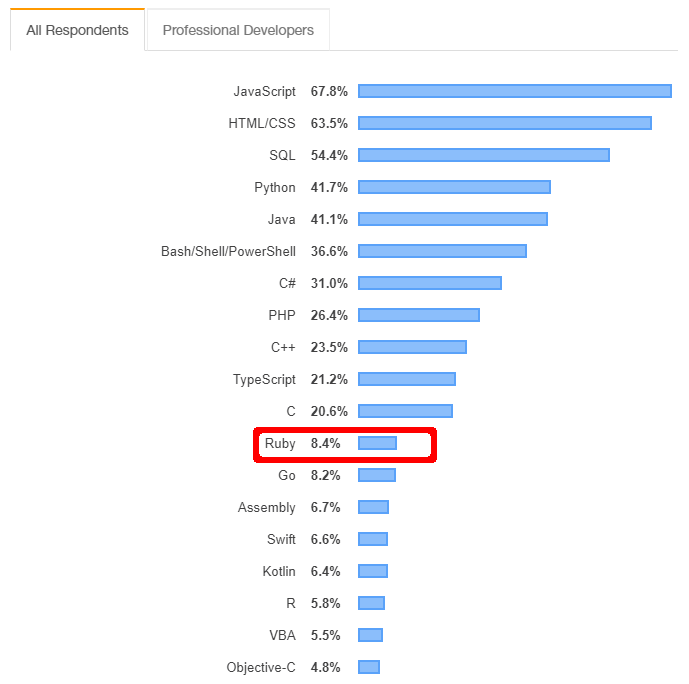 All Respondents Professional Developers
JavaScript 67.8%
HTML/CSS 63.5%
SQL 54.4%
Python 41.7%
Java 41.1%
Bash/Shell/PowerShell 36.6%
C# 31.0%
PHP 26.4%
C++ 23.5%
TypeScript 21.2%
C 20.6%
Ruby 8.4%
Go 8.2%
Assembly 6.7%
Swift 6.6%
Kotlin 6.4%
R 5.8%
VBA 5.5%
Objective-C 4.8%